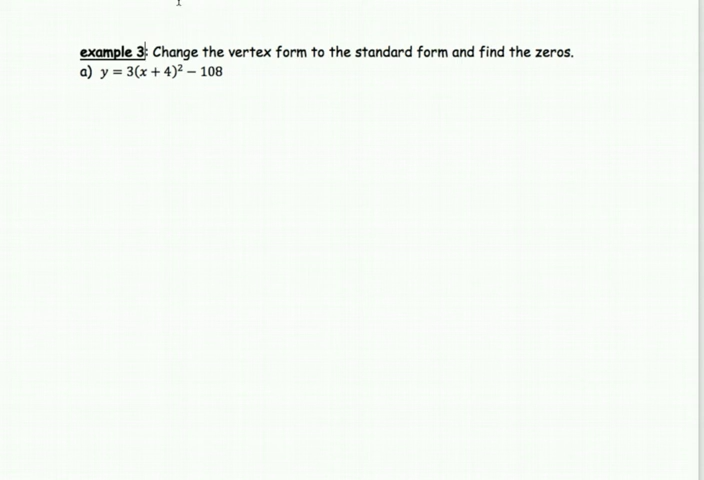 example 3: Change the vertex form to the standard form and find the zeros.
a) y = 3(x + 4)² − 108